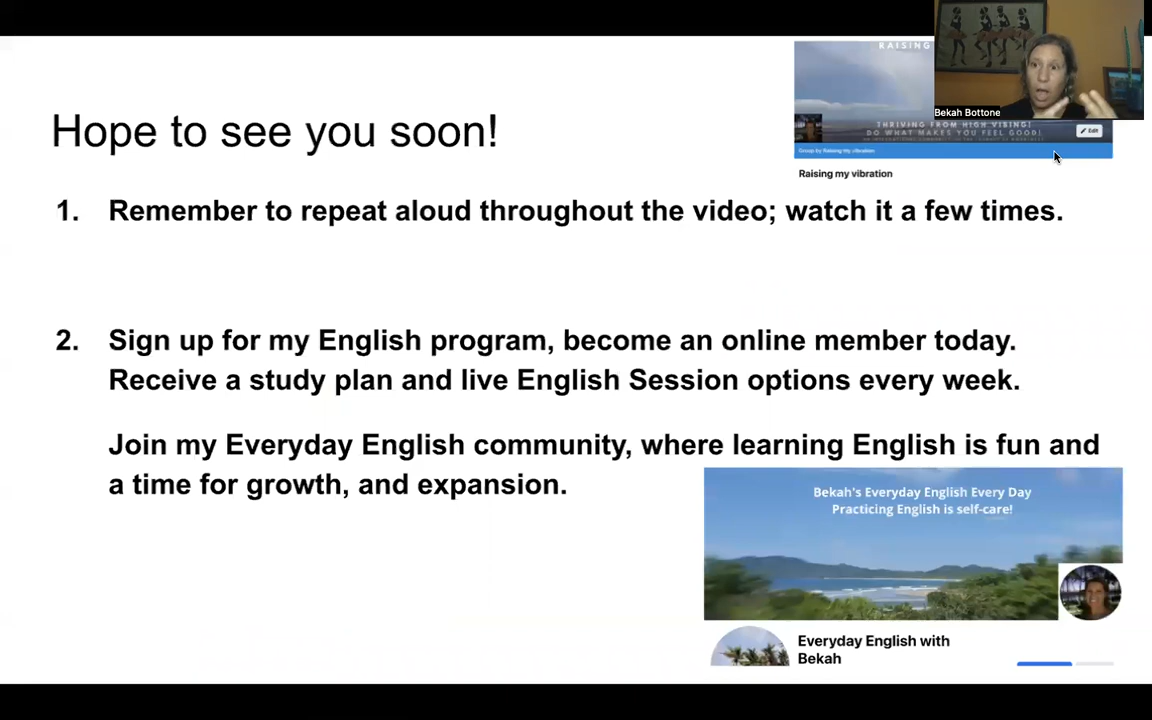 RAISING
Bekah Bottone
THRIVING FROM HIGH VIBING!
DO WHAT MAKES YOU FEEL GOOD!
Edit
Group by Raising my vibration
Raising my vibration
Hope to see you soon!
1. Remember to repeat aloud throughout the video; watch it a few times.
2. Sign up for my English program, become an online member today.
Receive a study plan and live English Session options every week.
Join my Everyday English community, where learning English is fun and
a time for growth, and expansion.
Bekah's Everyday English Every Day
Practicing English is self-care!
Everyday English with
Bekah